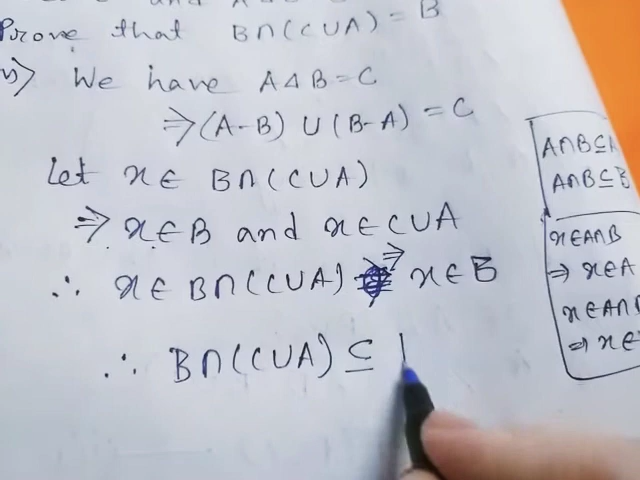 Prove that B∩(C∪A) = B
We have A Δ B = C
⇒ (A-B) ∪ (B-A) = C
Let x ∈ B∩(C∪A)
⇒ x∈B and x∈C∪A
∴ x∈ B∩(C∪A) ⇒ x∈B
∴ B∩(C∪A) ⊆
A∩B⊆A
A∩B⊆B
x∈A∩B
⇒ x∈A
x∈A∩B
⇒ x∈